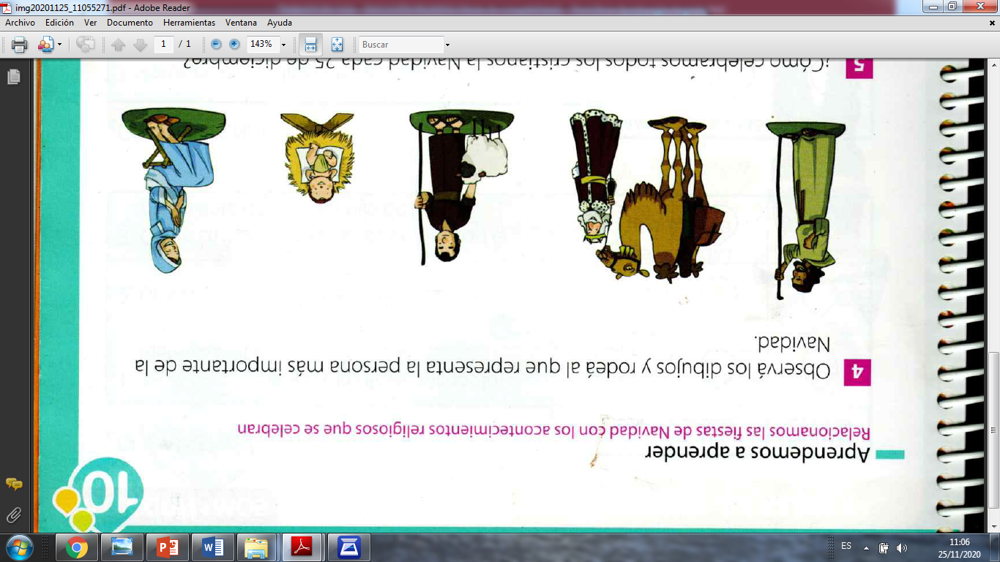 img20201125_11055271.pdf - Adobe Reader
Archivo Edición Ver Documento Herramientas Ventana Ayuda
1 / 1 143% Buscar
10
Aprendemos a aprender
Relacionamos las fiestas de Navidad con los acontecimientos religiosos que se celebran
4 Observá los dibujos y rodeá al que representa la persona más importante de la
Navidad.
5 ¿Cómo celebramos todos los cristianos la Navidad cada 25 de diciembre?
ES 11:06
25/11/2020